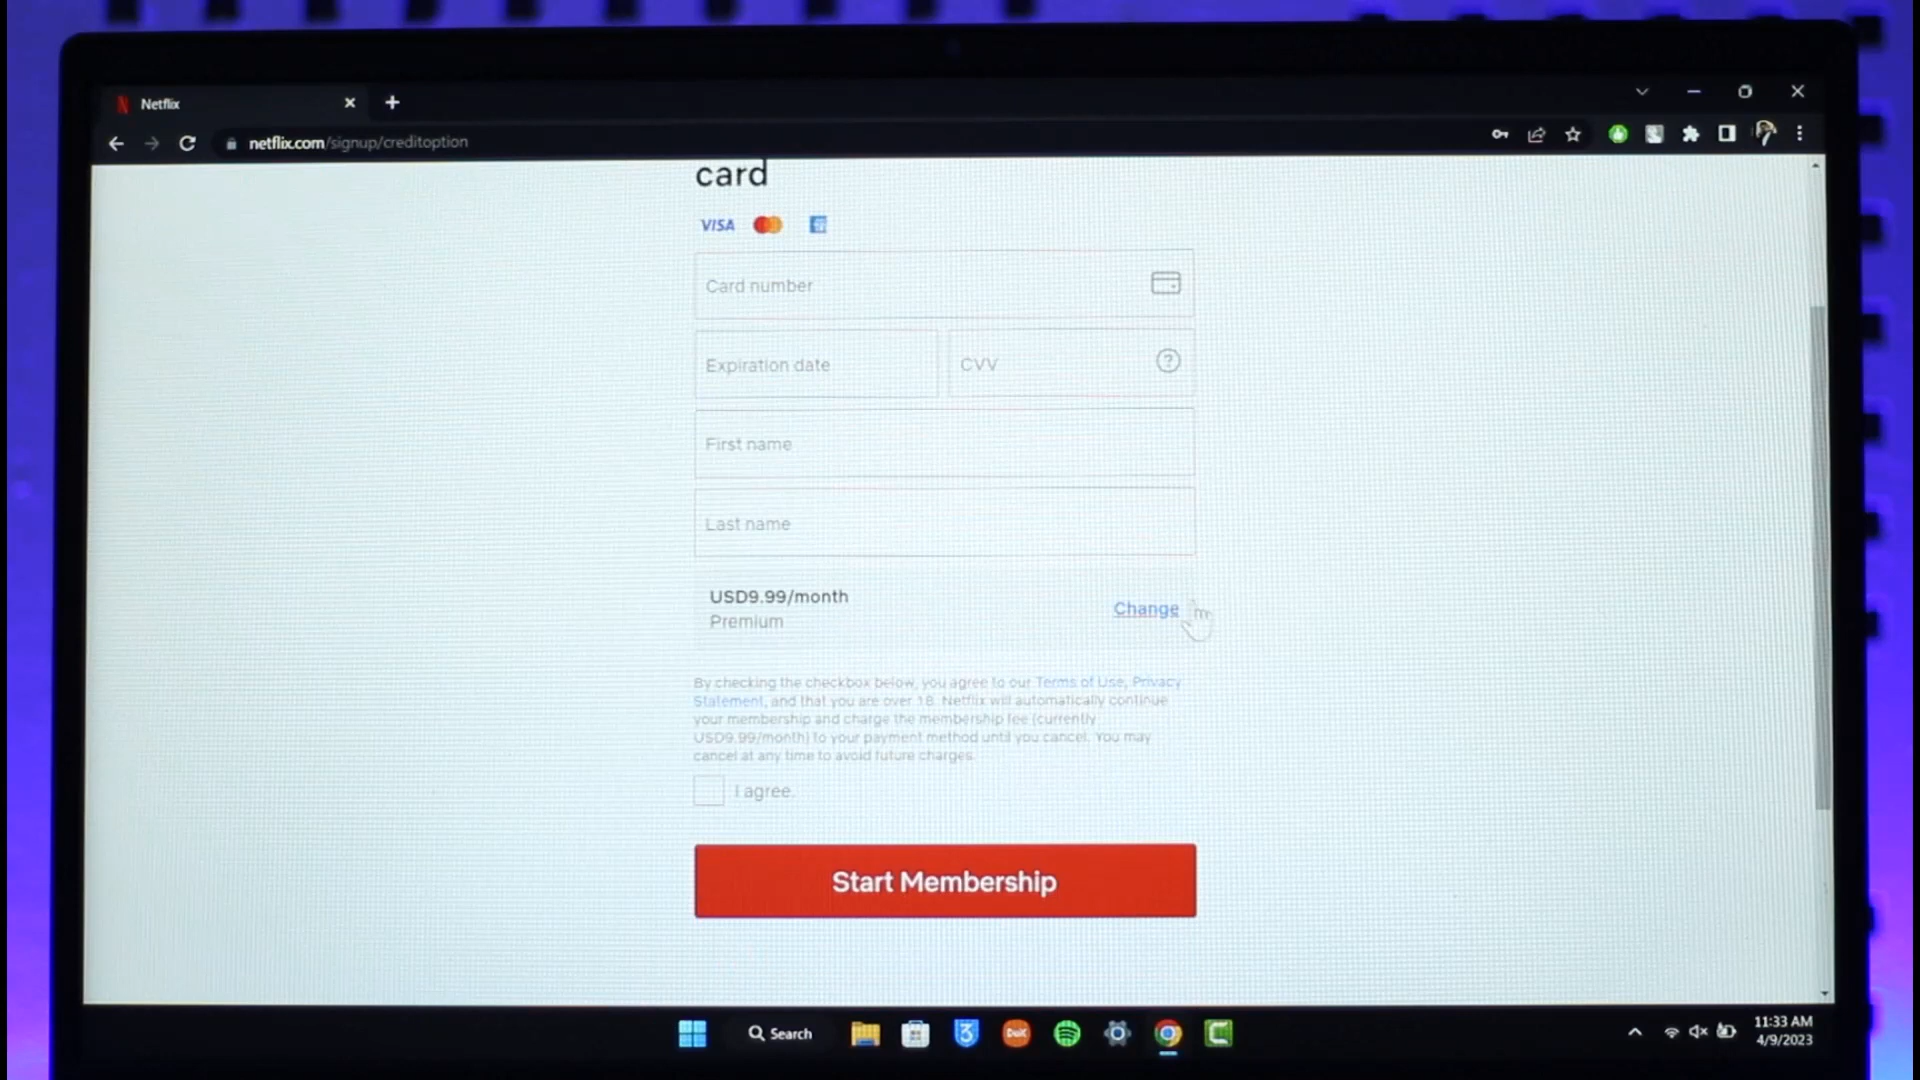 Netflix
netflix.com/signup/creditoption
card
VISA
Card number
Expiration date
CVV
First name
Last name
USD9.99/month
Premium
Change
By checking the checkbox below, you agree to our Terms of Use, Privacy
Statement, and that you are over 18. Netflix will automatically continue
your membership and charge the membership fee (currently
USD9.99/month) to your payment method until you cancel. You may
cancel at any time to avoid future charges.
I agree.
Start Membership
Search
11:33 AM
4/9/2023